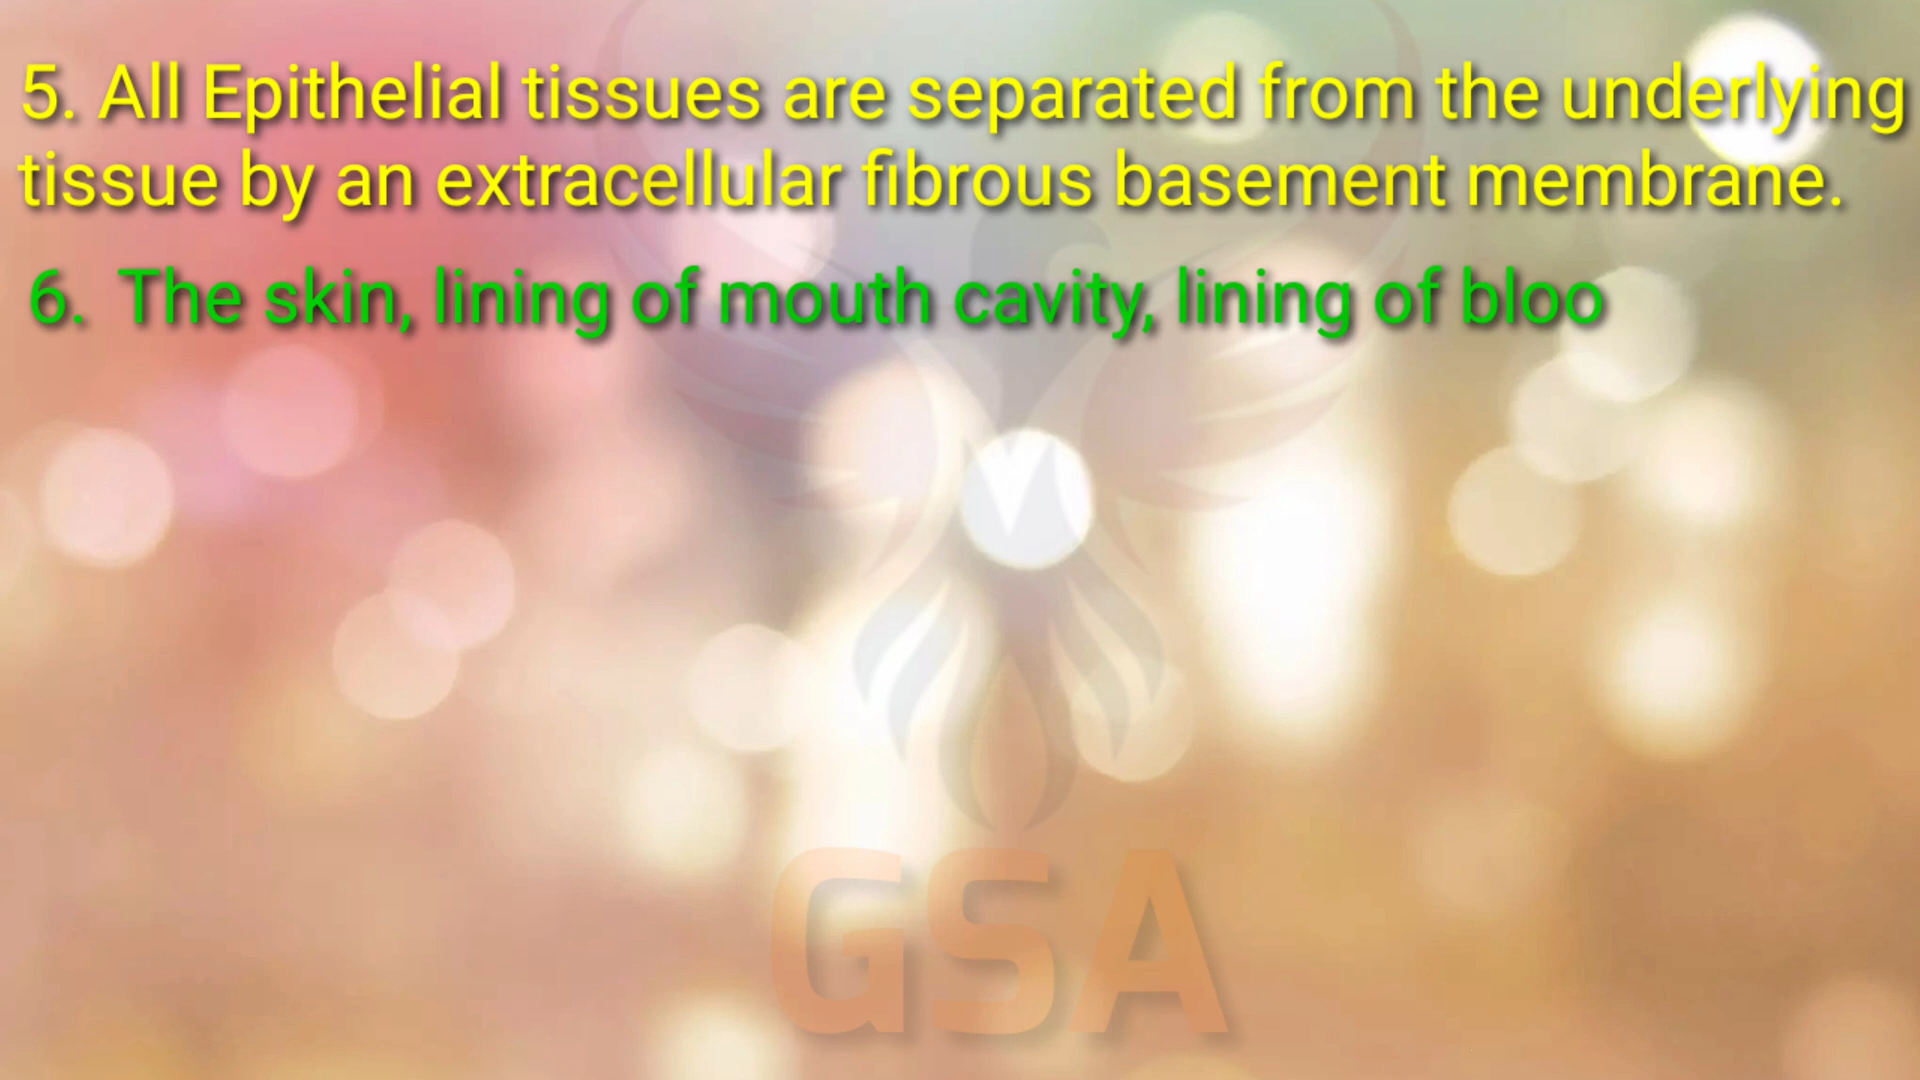 5. All Epithelial tissues are separated from the underlying
tissue by an extracellular fibrous basement membrane.
6. The skin, lining of mouth cavity, lining of bloo
GSA